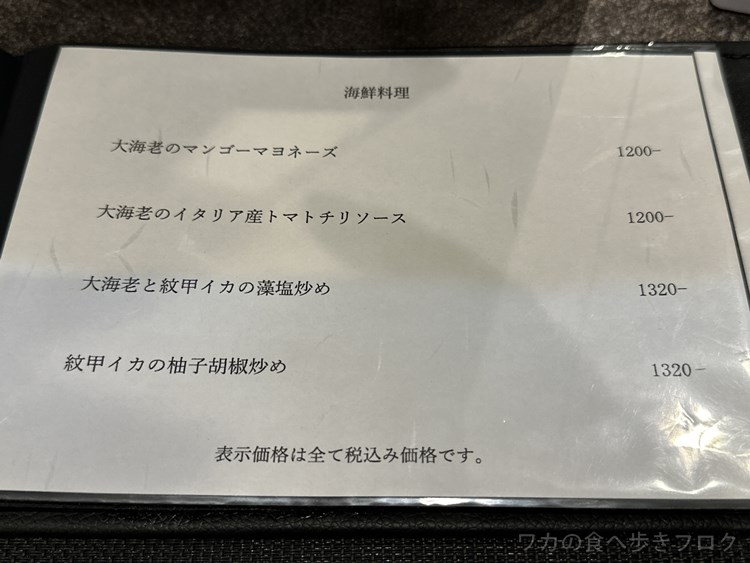 海鮮料理
大海老のマンゴーマヨネーズ 1200-
大海老のイタリア産トマトチリソース 1200-
大海老と紋甲イカの藻塩炒め 1320-
紋甲イカの柚子胡椒炒め 1320-
表示価格は全て税込み価格です。
ワカの食べ歩きブログ